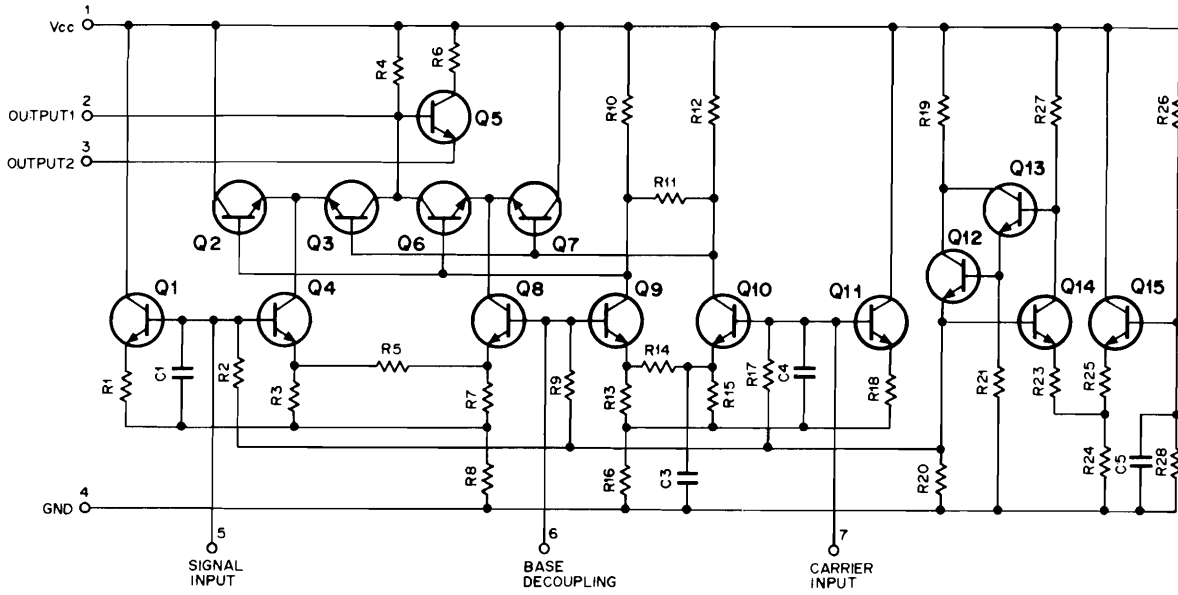 1
Vcc
R4
R6
2
OUTPUT1
Q5
R10
R12
R19
R27
R26
3
OUTPUT2
Q13
R11
Q2
Q3
Q6
Q7
Q12
Q1
Q4
Q8
Q9
Q10
Q11
Q14
Q15
R1
C1
R2
R3
R5
R7
R9
R14
R13
R15
R17
C4
R18
R21
R23
R25
R8
R16
C3
R20
R24
C5
R28
4
GND
5
6
7
SIGNAL
INPUT
BASE
DECOUPLING
CARRIER
INPUT